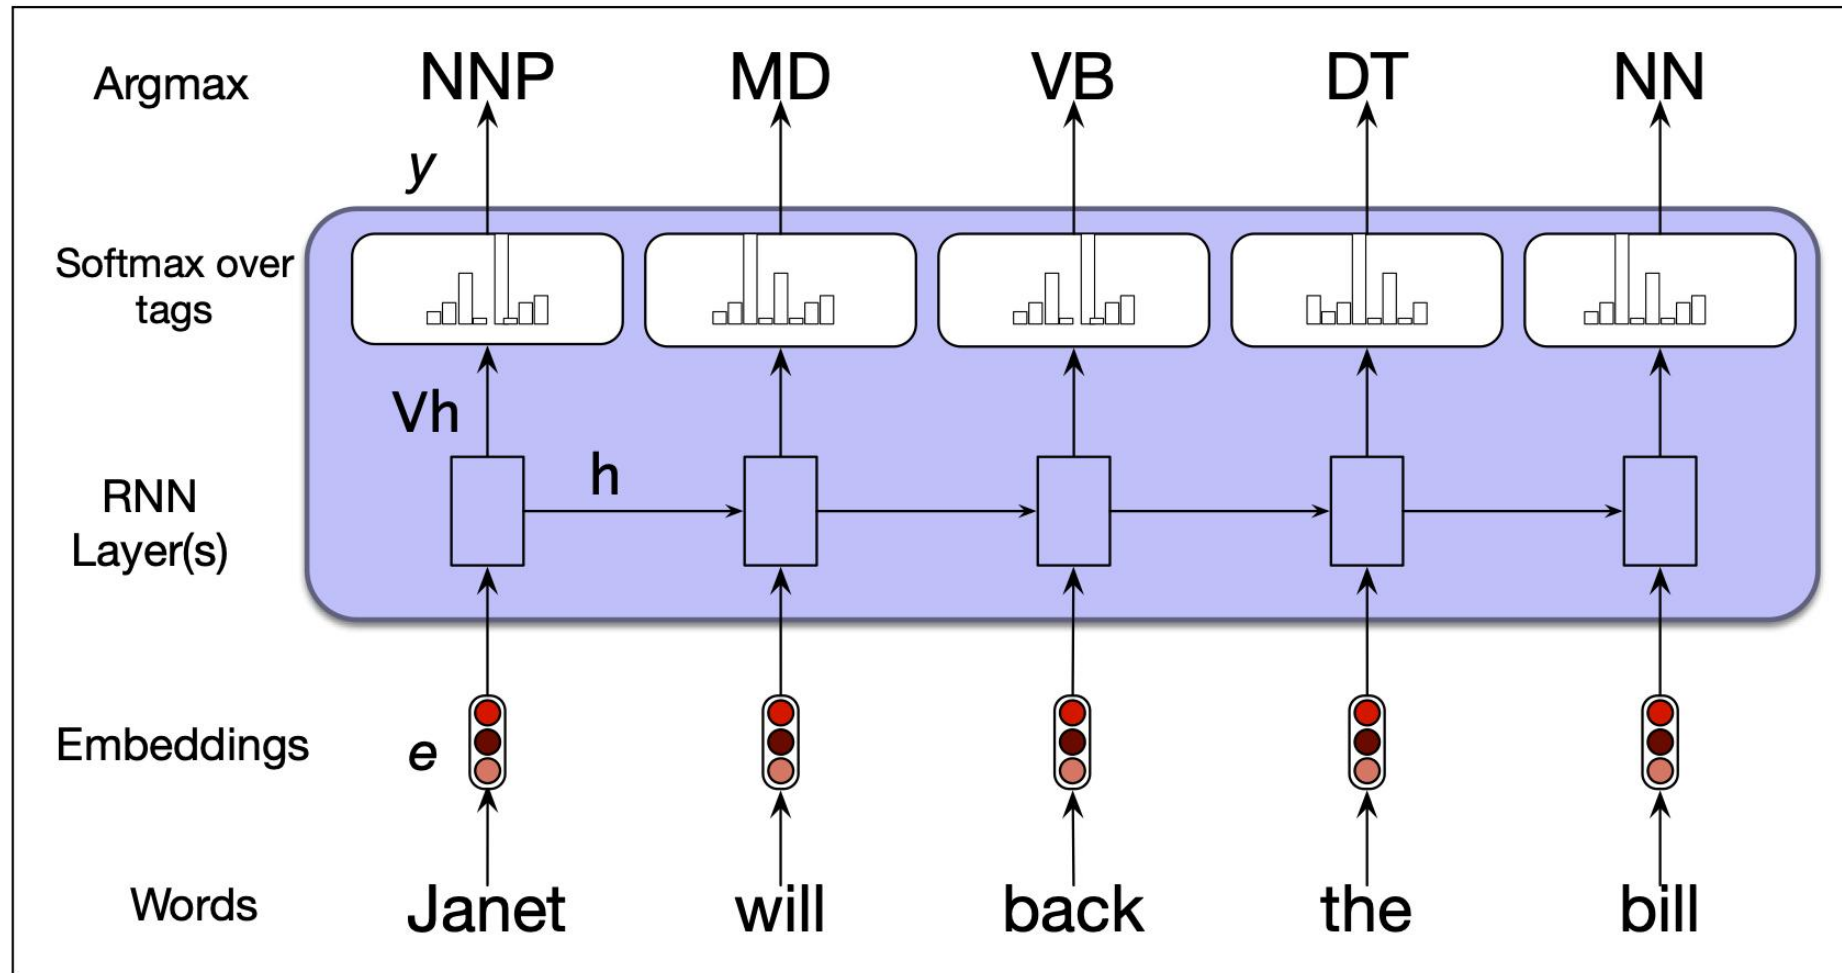 Argmax NNP MD VB DT NN
y
Softmax over
tags
Vh
h
RNN
Layer(s)
Embeddings e
Words Janet will back the bill